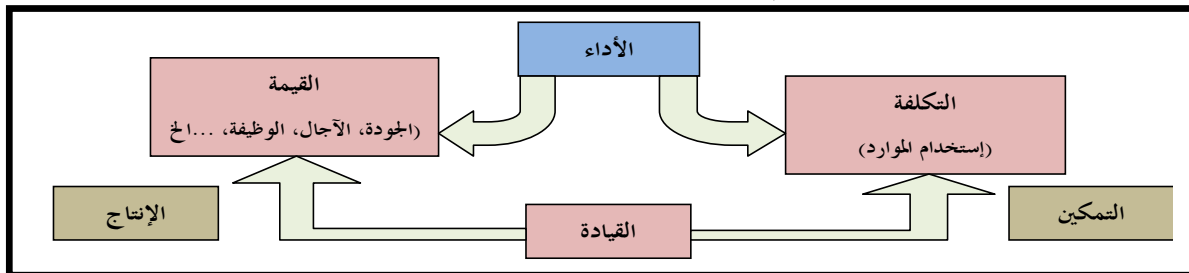 الأداء
التكلفة
(إستخدام الموارد)
القيمة
(الجودة، الآجال، الوظيفة، ...الخ
التمكين
القيادة
الإنتاج